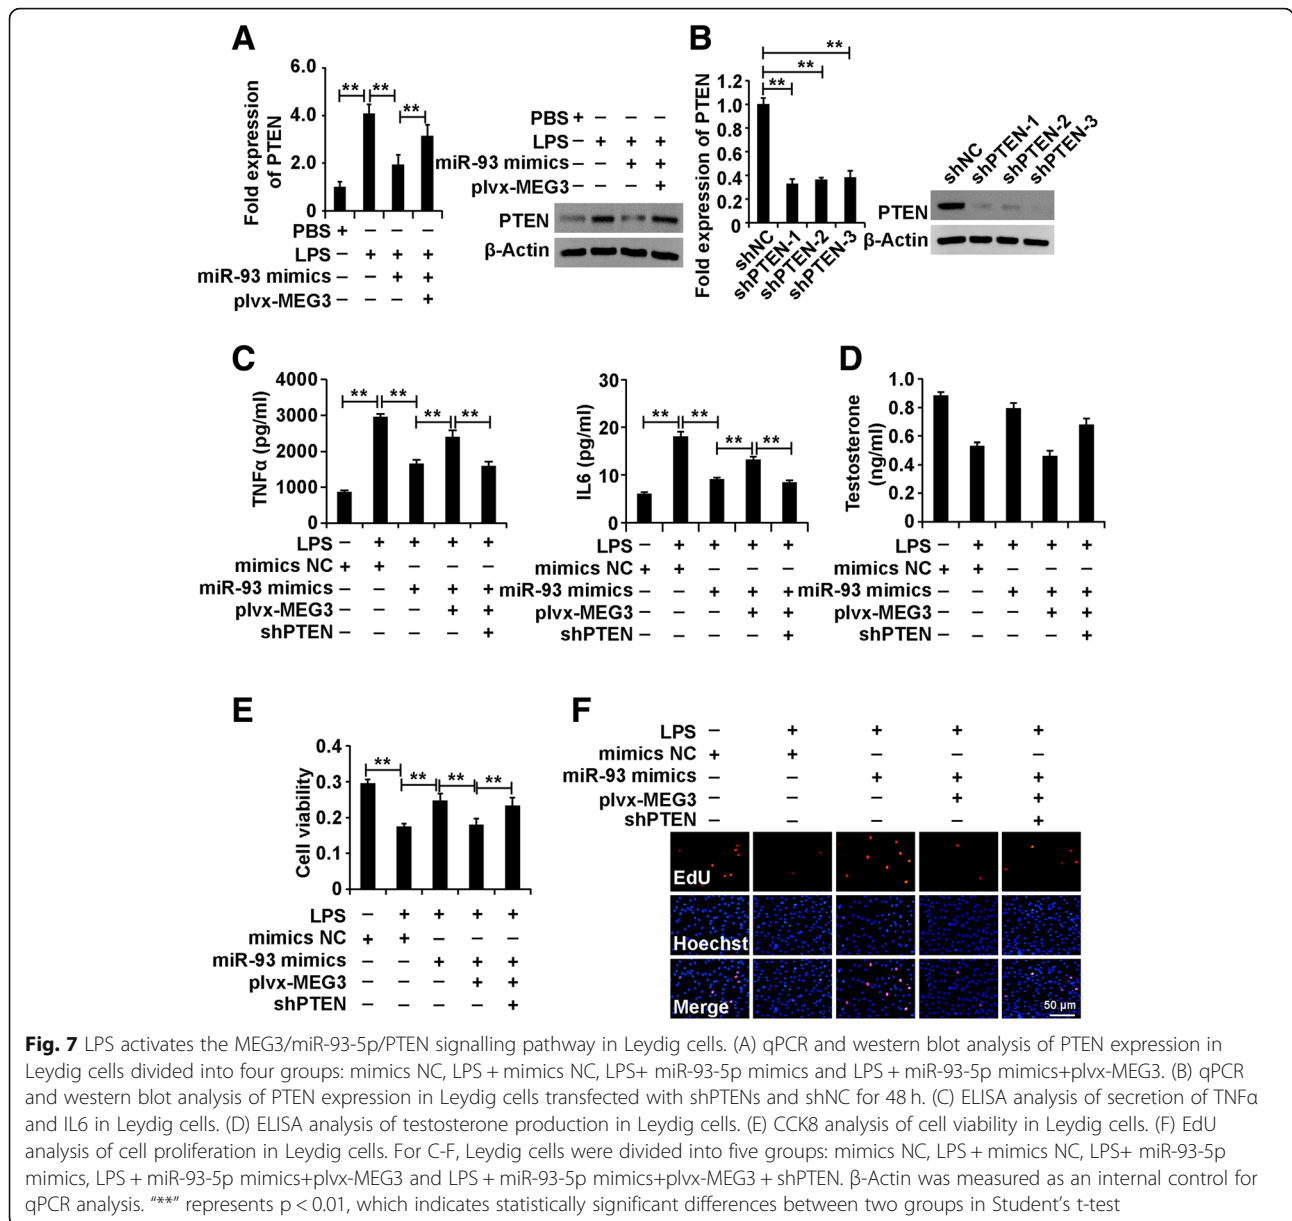 A
Fold expression
of PTEN
6.0
4.0
2.0
0
** ** **
PBS + – – –
LPS – + + +
miR-93 mimics – – + +
plvx-MEG3 – – – +
PBS + – – –
LPS – + + +
miR-93 mimics – – + +
plvx-MEG3 – – – +
PTEN
β-Actin
B
Fold expression of PTEN
1.2
1.0
0.8
0.6
0.4
0.2
0
**
**
**
shNC
shPTEN-1
shPTEN-2
shPTEN-3
shNC
shPTEN-1
shPTEN-2
shPTEN-3
PTEN
β-Actin
C
TNFα (pg/ml)
4000
3000
2000
1000
0
** ** ** **
LPS – + + + +
mimics NC + + – – –
miR-93 mimics – – + + +
plvx-MEG3 – – – + +
shPTEN – – – – +
IL6 (pg/ml)
30
20
10
0
** ** ** **
LPS – + + + +
mimics NC + + – – –
miR-93 mimics – – + + +
plvx-MEG3 – – – + +
shPTEN – – – – +
D
Testosterone
(ng/ml)
1.0
0.8
0.6
0.4
0.2
0
LPS – + + + +
mimics NC + + – – –
miR-93 mimics – – + + +
plvx-MEG3 – – – + +
shPTEN – – – – +
E
Cell viability
0.4
0.3
0.2
0.1
0
** ** ** **
LPS – + + + +
mimics NC + + – – –
miR-93 mimics – – + + +
plvx-MEG3 – – – + +
shPTEN – – – – +
F
LPS – + + + +
mimics NC + + – – –
miR-93 mimics – – + + +
plvx-MEG3 – – – + +
shPTEN – – – – +
EdU
Hoechst
Merge
50 μm
Fig. 7 LPS activates the MEG3/miR-93-5p/PTEN signalling pathway in Leydig cells. (A) qPCR and western blot analysis of PTEN expression in
Leydig cells divided into four groups: mimics NC, LPS + mimics NC, LPS+ miR-93-5p mimics and LPS + miR-93-5p mimics+plvx-MEG3. (B) qPCR
and western blot analysis of PTEN expression in Leydig cells transfected with shPTENs and shNC for 48 h. (C) ELISA analysis of secretion of TNFα
and IL6 in Leydig cells. (D) ELISA analysis of testosterone production in Leydig cells. (E) CCK8 analysis of cell viability in Leydig cells. (F) EdU
analysis of cell proliferation in Leydig cells. For C-F, Leydig cells were divided into five groups: mimics NC, LPS + mimics NC, LPS+ miR-93-5p
mimics, LPS + miR-93-5p mimics+plvx-MEG3 and LPS + miR-93-5p mimics+plvx-MEG3 + shPTEN. β-Actin was measured as an internal control for
qPCR analysis. “**” represents p < 0.01, which indicates statistically significant differences between two groups in Student’s t-test